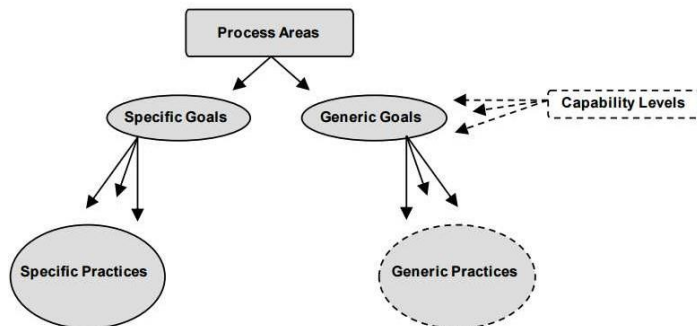 Process Areas
Specific Goals
Generic Goals
Capability Levels
Specific Practices
Generic Practices